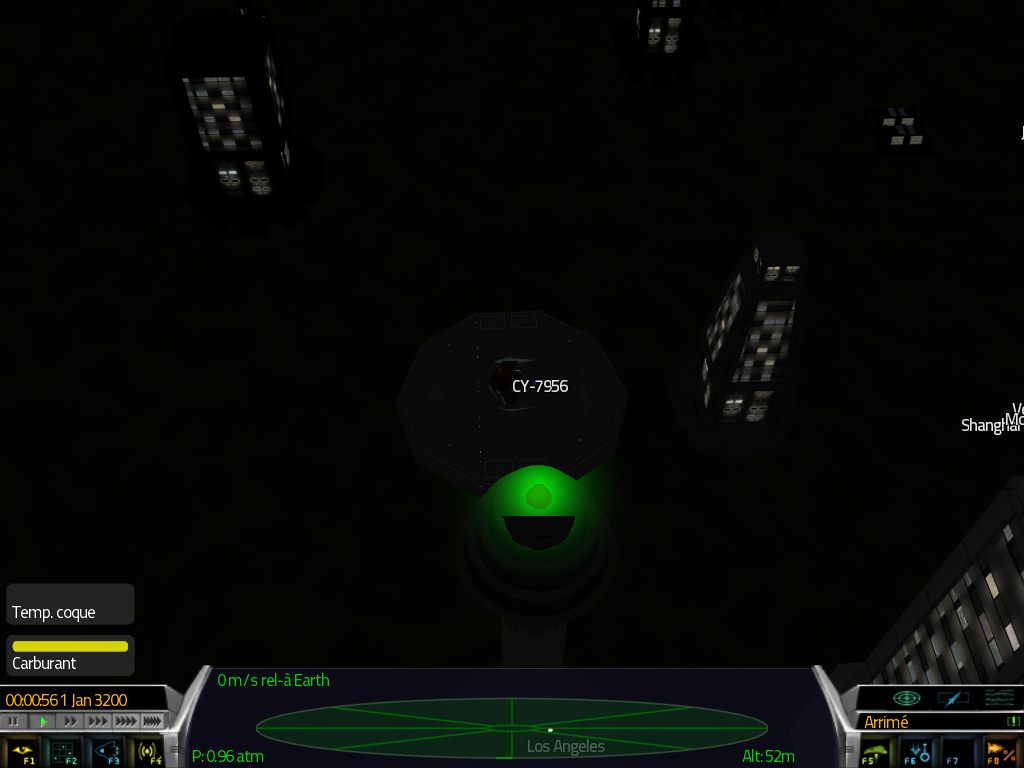 CY-7956
Shanghai
Temp. coque
Carburant
0 m/s rel-à Earth
00:00:56 1 Jan 3200
Arrimé
F1
F2
F3
F4
P: 0.96 atm
Los Angeles
Alt: 52m
F5
F6
F7
F8